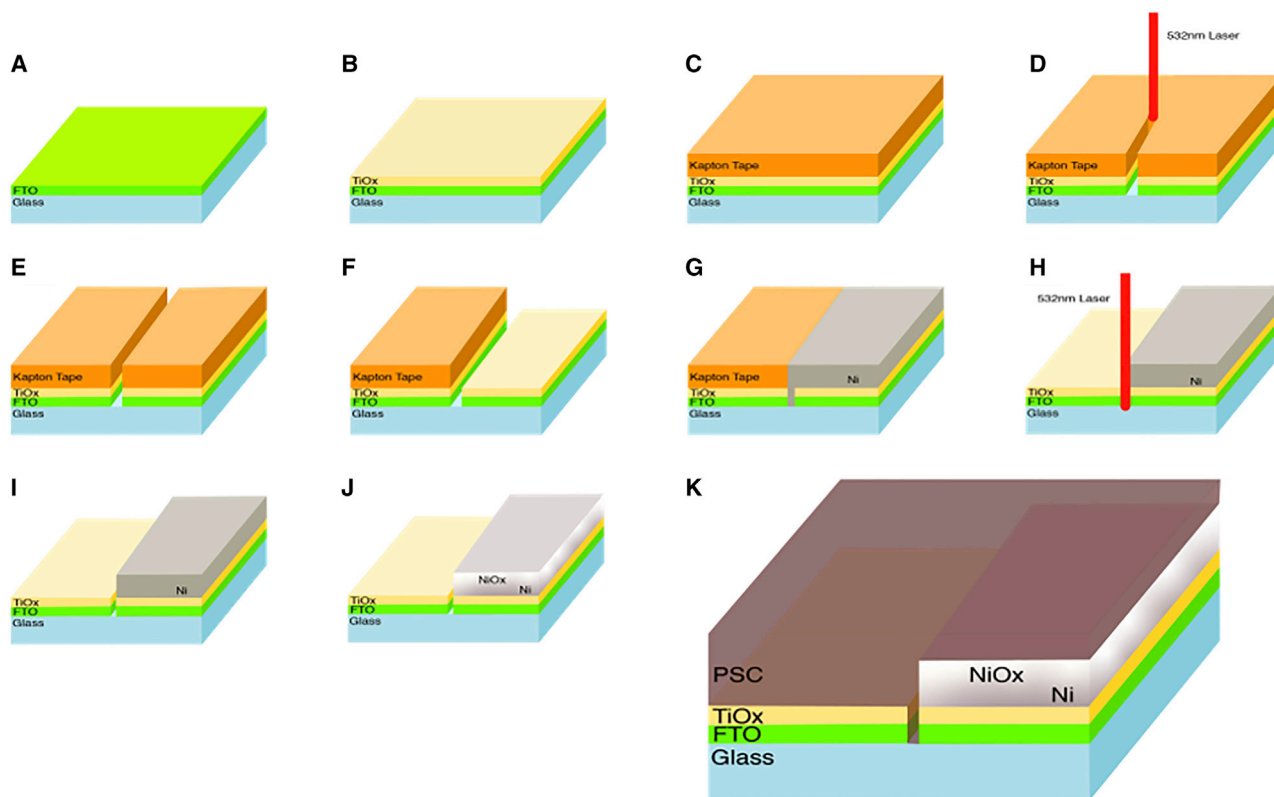 A
FTO
Glass
B
TiOx
FTO
Glass
C
Kapton Tape
TiOx
FTO
Glass
D
532nm Laser
Kapton Tape
TiOx
FTO
Glass
E
Kapton Tape
TiOx
FTO
Glass
F
Kapton Tape
TiOx
FTO
Glass
G
Kapton Tape
Ni
TiOx
FTO
Glass
H
532nm Laser
Ni
TiOx
FTO
Glass
I
Ni
TiOx
FTO
Glass
J
NiOx
Ni
TiOx
FTO
Glass
K
PSC
NiOx
Ni
TiOx
FTO
Glass